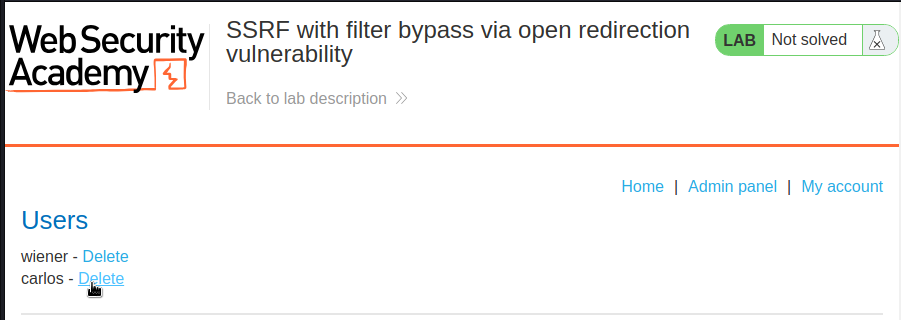 Web Security
Academy
SSRF with filter bypass via open redirection
vulnerability
LAB Not solved
Back to lab description
Home | Admin panel | My account
Users
wiener - Delete
carlos - Delete